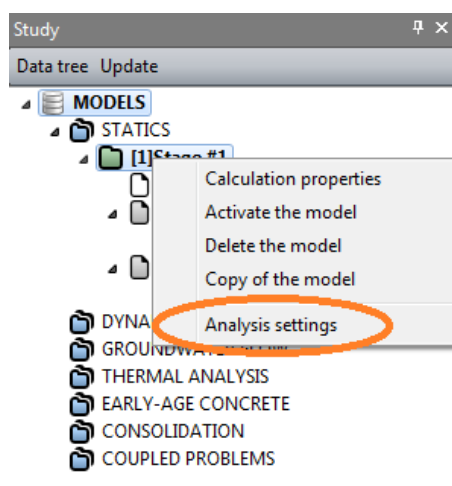 Study
Data tree Update
MODELS
STATICS
[1]Stage #1
Calculation properties
Activate the model
Delete the model
Copy of the model
Analysis settings
DYNA
THERMAL ANALYSIS
EARLY-AGE CONCRETE
CONSOLIDATION
COUPLED PROBLEMS